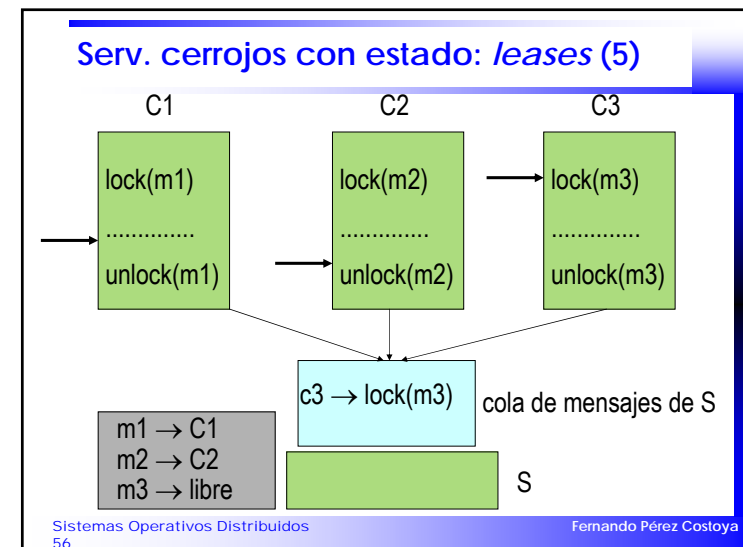 Serv. cerrojos con estado: leases (5)
C1 C2 C3
lock(m1) lock(m2) lock(m3)
.............. .............. ..............
unlock(m1) unlock(m2) unlock(m3)
c3 → lock(m3)
cola de mensajes de S
m1 → C1
m2 → C2
m3 → libre
S
Sistemas Operativos Distribuidos
56
Fernando Pérez Costoya